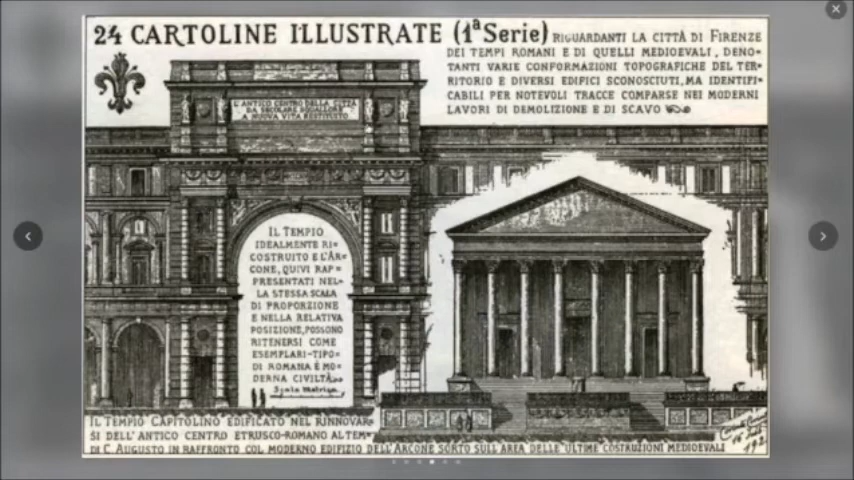 24 CARTOLINE ILLUSTRATE (1ª Serie) RIGUARDANTI LA CITTÀ DI FIRENZE
DEI TEMPI ROMANI E DI QUELLI MEDIOEVALI, DENO=
TANTI VARIE CONFORMAZIONI TOPOGRAFICHE DEL TER=
RITORIO E DIVERSI EDIFICI SCONOSCIUTI, MA IDENTIFI=
CABILI PER NOTEVOLI TRACCE COMPARSE NEI MODERNI
LAVORI DI DEMOLIZIONE E DI SCAVO
L'ANTICO CENTRO DELLA CITTÀ
DA SECOLARE SQUALLORE
A NUOVA VITA RESTITUITO
IL TEMPIO
IDEALMENTE RI=
COSTRUITO E L'AR=
CONE, QUIVI RAP=
PRESENTATI NEL=
LA STESSA SCALA
DI PROPORZIONE
E NELLA RELATIVA
POSIZIONE, POSSONO
RITENERSI COME
ESEMPLARI-TIPO=
DI ROMANA È MO=
DERNA CIVILTÀ
Scala Metrica
IL TEMPIO CAPITOLINO EDIFICATO NEL RINNOVAR=
SI DELL'ANTICO CENTRO ETRUSCO-ROMANO AL TEM=
DI C. AUGUSTO IN RAFFRONTO COL MODERNO EDIFIZIO DELL'ARCONE SORTO SULL'AREA DELLE ULTIME COSTRUZIONI MEDIOEVALI